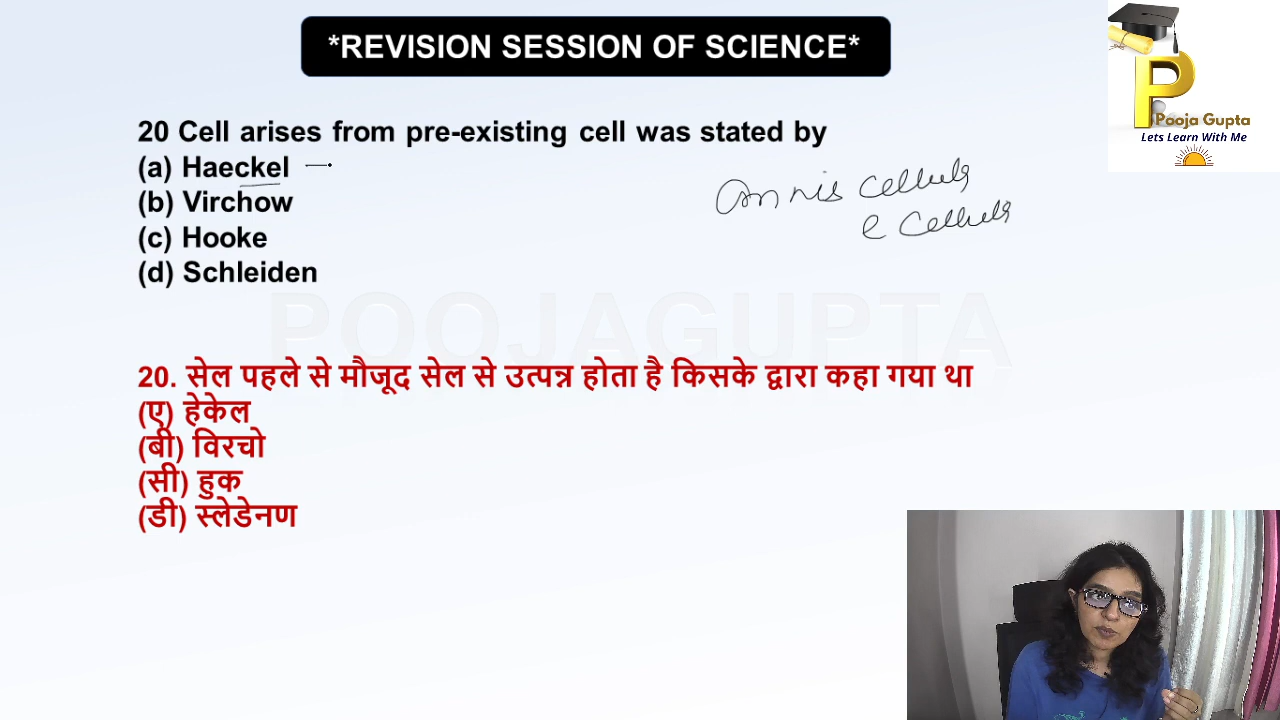 *REVISION SESSION OF SCIENCE*
P
Pooja Gupta
Lets Learn With Me
20 Cell arises from pre-existing cell was stated by
(a) Haeckel
(b) Virchow
(c) Hooke
(d) Schleiden
Omnis Cellula
e Cellula
POOJAGUPTA
20. सेल पहले से मौजूद सेल से उत्पन्न होता है किसके द्वारा कहा गया था
(ए) हेकेल
(बी) विरचो
(सी) हुक
(डी) स्लेडेनण